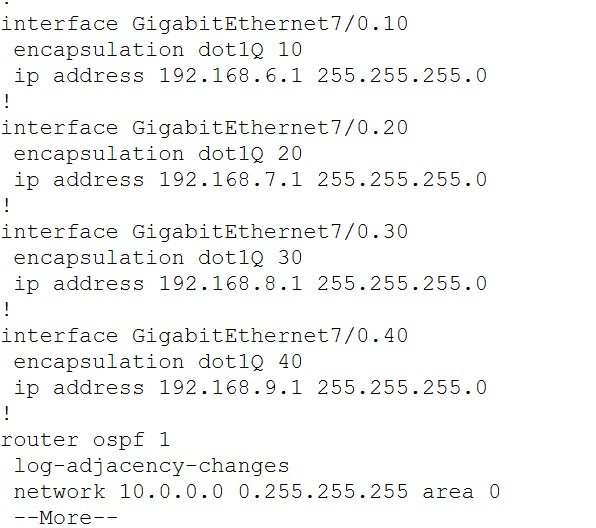 !
interface GigabitEthernet7/0.10
 encapsulation dot1Q 10
 ip address 192.168.6.1 255.255.255.0
!
interface GigabitEthernet7/0.20
 encapsulation dot1Q 20
 ip address 192.168.7.1 255.255.255.0
!
interface GigabitEthernet7/0.30
 encapsulation dot1Q 30
 ip address 192.168.8.1 255.255.255.0
!
interface GigabitEthernet7/0.40
 encapsulation dot1Q 40
 ip address 192.168.9.1 255.255.255.0
!
router ospf 1
 log-adjacency-changes
 network 10.0.0.0 0.255.255.255 area 0
 --More--